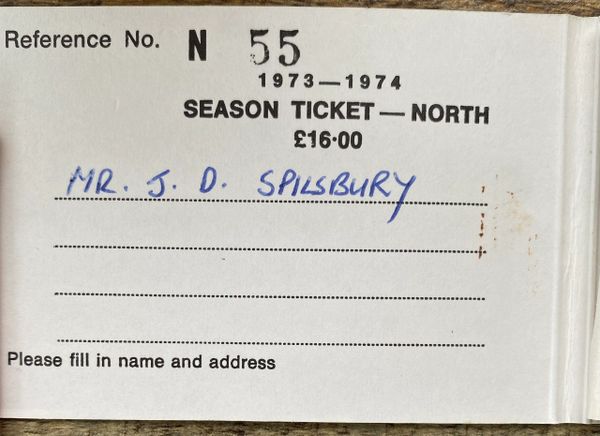 Reference No. N 55
1973—1974
SEASON TICKET — NORTH
£16·00
MR. J. D. SPILSBURY
Please fill in name and address